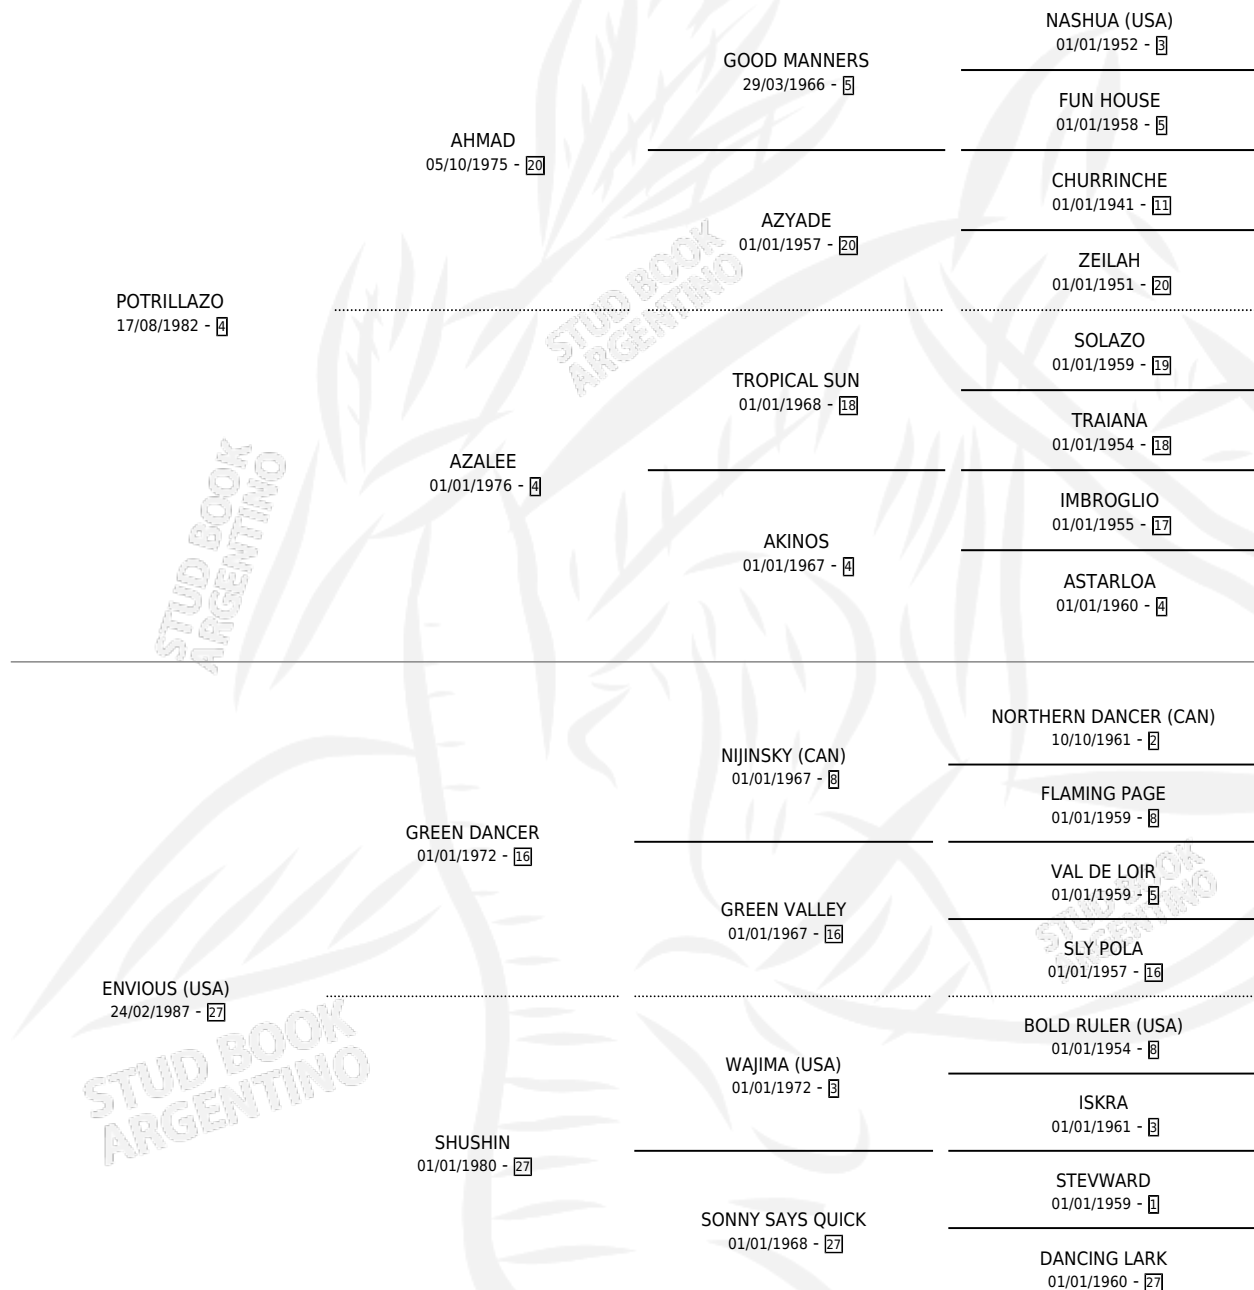 NASHUA (USA)
01/01/1952 - 3
GOOD MANNERS
29/03/1966 - 5
FUN HOUSE
01/01/1958 - 5
AHMAD
05/10/1975 - 20
CHURRINCHE
01/01/1941 - 11
AZYADE
01/01/1957 - 20
ZEILAH
01/01/1951 - 20
POTRILLAZO
17/08/1982 - 4
SOLAZO
01/01/1959 - 19
TROPICAL SUN
01/01/1968 - 18
TRAIANA
01/01/1954 - 18
AZALEE
01/01/1976 - 4
IMBROGLIO
01/01/1955 - 17
AKINOS
01/01/1967 - 4
ASTARLOA
01/01/1960 - 4
NORTHERN DANCER (CAN)
10/10/1961 - 2
NIJINSKY (CAN)
01/01/1967 - 8
FLAMING PAGE
01/01/1959 - 8
GREEN DANCER
01/01/1972 - 16
VAL DE LOIR
01/01/1959 - 5
GREEN VALLEY
01/01/1967 - 16
SLY POLA
01/01/1957 - 16
ENVIOUS (USA)
24/02/1987 - 27
BOLD RULER (USA)
01/01/1954 - 8
WAJIMA (USA)
01/01/1972 - 3
ISKRA
01/01/1961 - 3
SHUSHIN
01/01/1980 - 27
STEVWARD
01/01/1959 - 1
SONNY SAYS QUICK
01/01/1968 - 27
DANCING LARK
01/01/1960 - 27
STUD BOOK
ARGENTINO
STUD BOOK
ARGENTINO
STUD BOOK
ARGENTINO
STUD BOOK
ARGENTINO